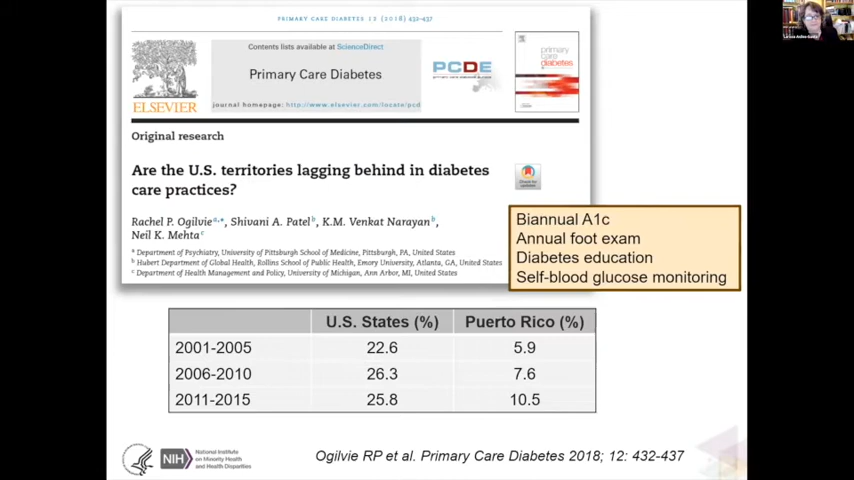 PRIMARY CARE DIABETES 12 (2018) 432-437
Contents lists available at ScienceDirect
Primary Care Diabetes
journal homepage: http://www.elsevier.com/locate/pcd
ELSEVIER
PCDE
primary care diabetes
Original research
Are the U.S. territories lagging behind in diabetes
care practices?
Check for updates
Rachel P. Ogilvie a,*, Shivani A. Patel b, K.M. Venkat Narayan b,
Neil K. Mehta c
a Department of Psychiatry, University of Pittsburgh School of Medicine, Pittsburgh, PA, United States
b Hubert Department of Global Health, Rollins School of Public Health, Emory University, Atlanta, GA, United States
c Department of Health Management and Policy, University of Michigan, Ann Arbor, MI, United States
Biannual A1c
Annual foot exam
Diabetes education
Self-blood glucose monitoring
U.S. States (%) Puerto Rico (%)
2001-2005 22.6 5.9
2006-2010 26.3 7.6
2011-2015 25.8 10.5
NIH
National Institute
on Minority Health
and Health Disparities
Ogilvie RP et al. Primary Care Diabetes 2018; 12: 432-437